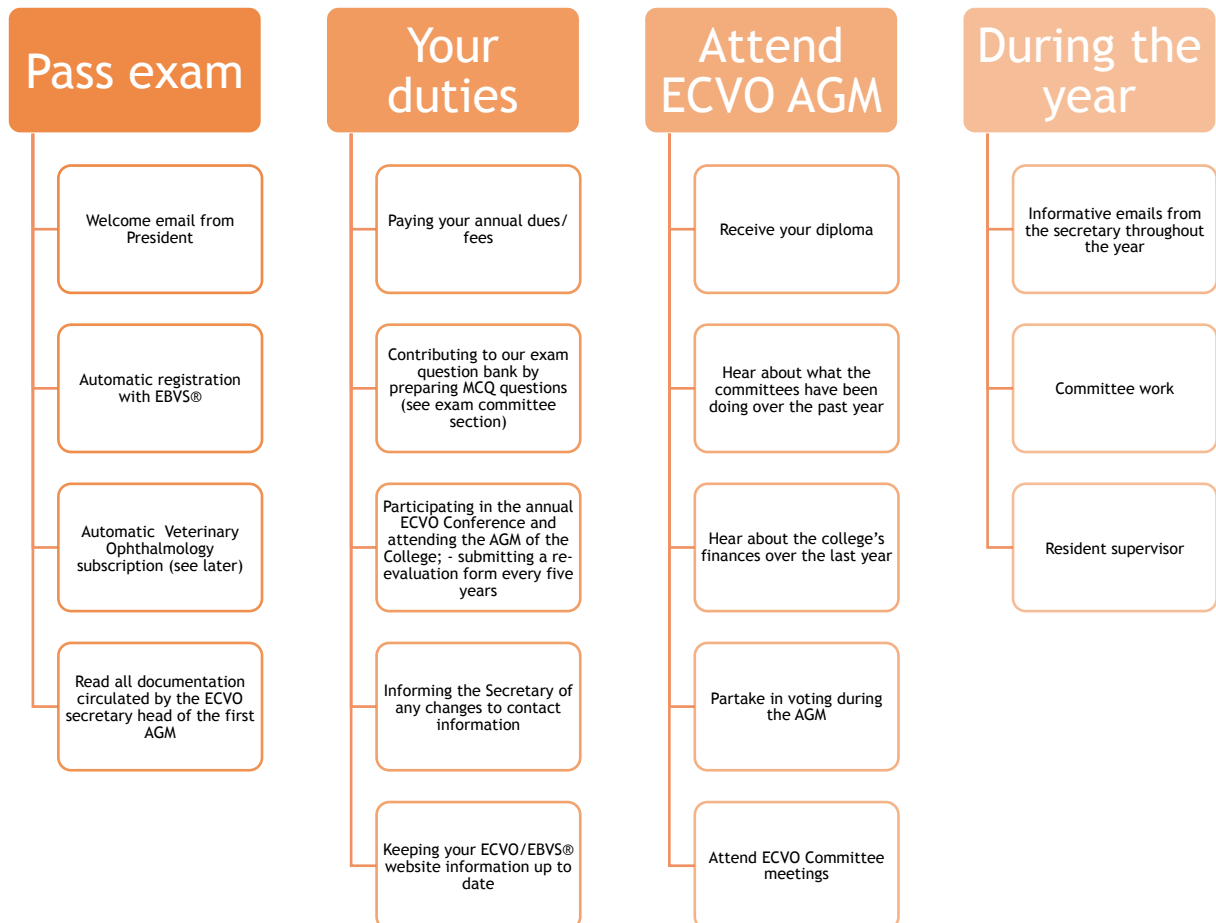 Pass exam
Welcome email from
President
Automatic registration
with EBVS®
Automatic Veterinary
Ophthalmology
subscription (see later)
Read all documentation
circulated by the ECVO
secretary head of the first
AGM
Your
duties
Paying your annual dues/
fees
Contributing to our exam
question bank by
preparing MCQ questions
(see exam committee
section)
Participating in the annual
ECVO Conference and
attending the AGM of the
College; - submitting a re-
evaluation form every five
years
Informing the Secretary of
any changes to contact
information
Keeping your ECVO/EBVS®
website information up to
date
Attend
ECVO AGM
Receive your diploma
Hear about what the
committees have been
doing over the past year
Hear about the college’s
finances over the last year
Partake in voting during
the AGM
Attend ECVO Committee
meetings
During the
year
Informative emails from
the secretary throughout
the year
Committee work
Resident supervisor